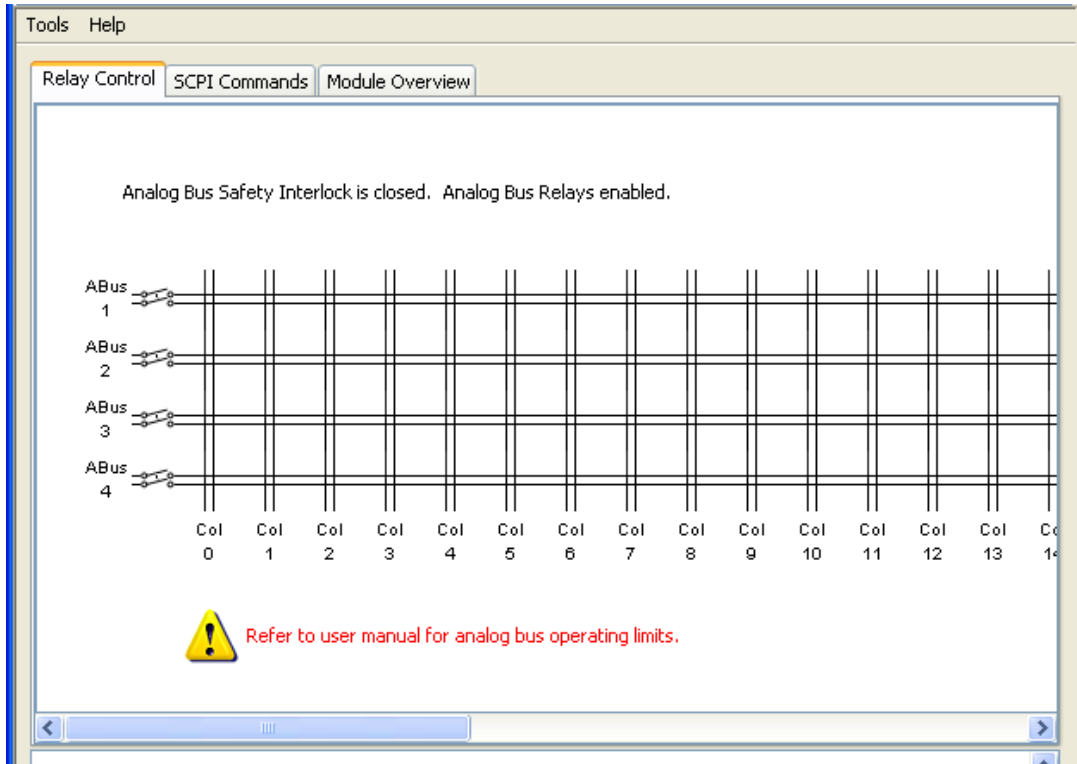 Tools Help
Relay Control SCPI Commands Module Overview
Analog Bus Safety Interlock is closed. Analog Bus Relays enabled.
ABus
1
ABus
2
ABus
3
ABus
4
Col Col Col Col Col Col Col Col Col Col Col Col Col Col
0 1 2 3 4 5 6 7 8 9 10 11 12 13
Refer to user manual for analog bus operating limits.